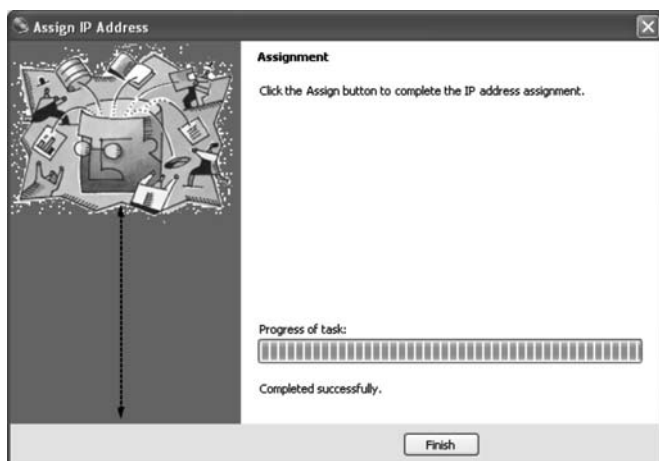 Assign IP Address
Assignment
Click the Assign button to complete the IP address assignment.
Progress of task:
Completed successfully.
Finish